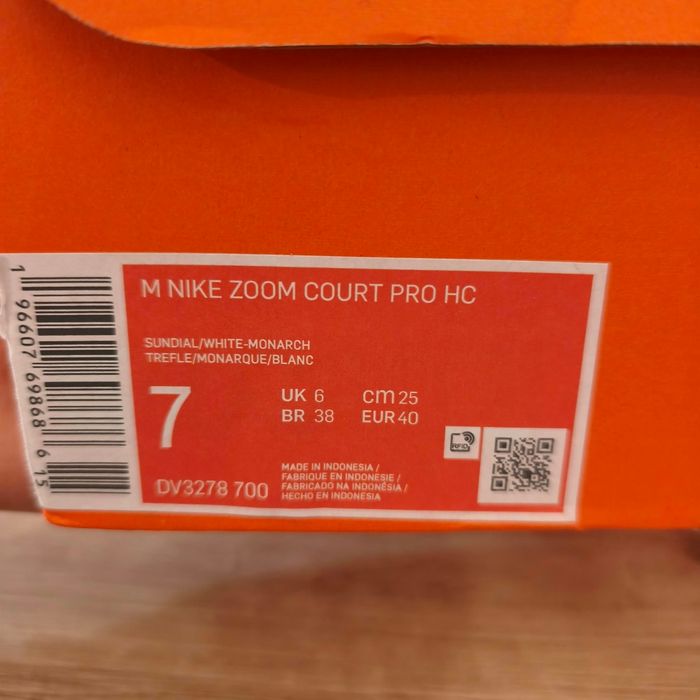 M NIKE ZOOM COURT PRO HC
SUNDIAL/WHITE-MONARCH
TREFLE/MONARQUE/BLANC
7
UK 6 cm 25
BR 38 EUR 40
DV3278 700
MADE IN INDONESIA /
FABRIQUE EN INDONESIE /
FABRICADO NA INDONÉSIA /
HECHO EN INDONESIA
RFID
1 96607 69868 6 15